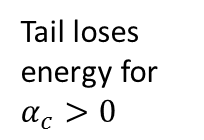 Tail loses
energy for
𝛼𝑐 > 0